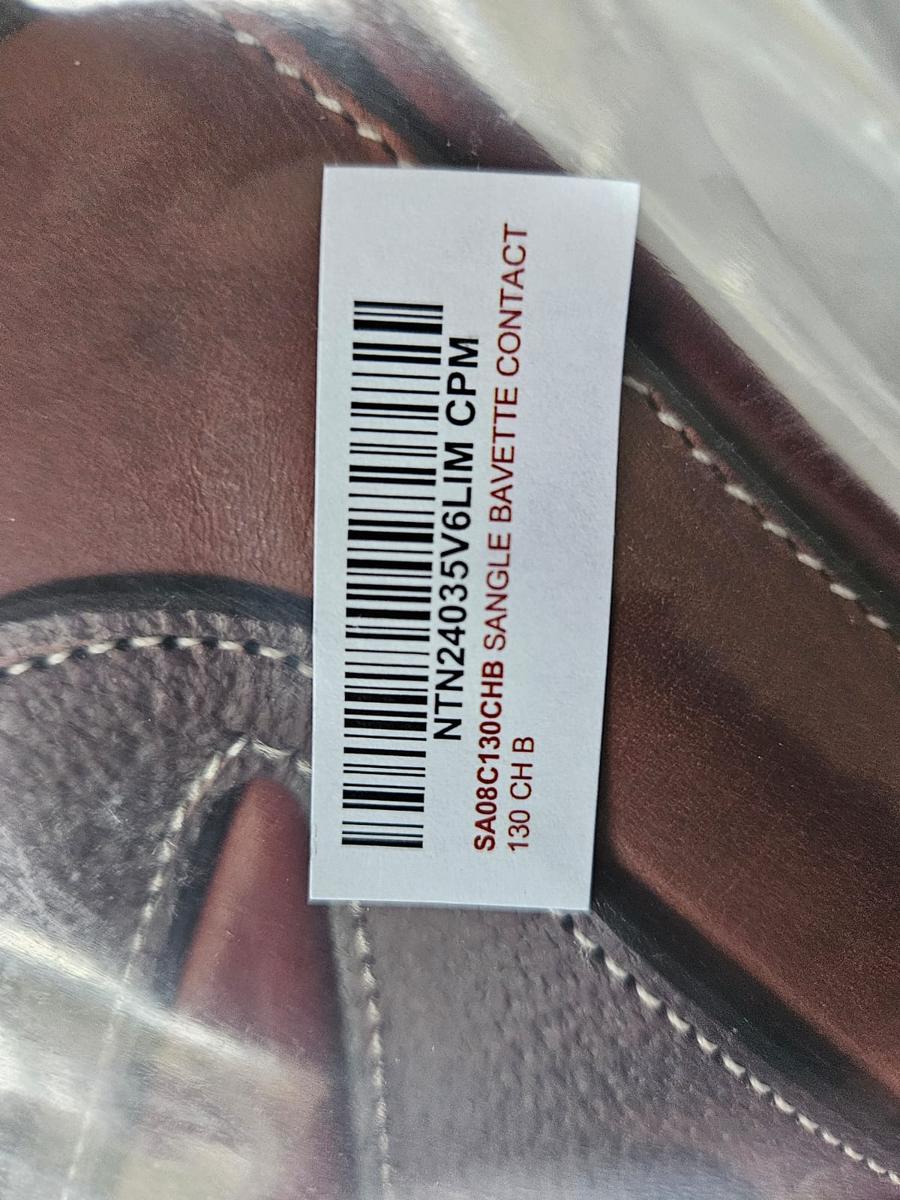 NTN24035V6LIM CPM
SA08C130CHB SANGLE BAVETTE CONTACT
130 CH B